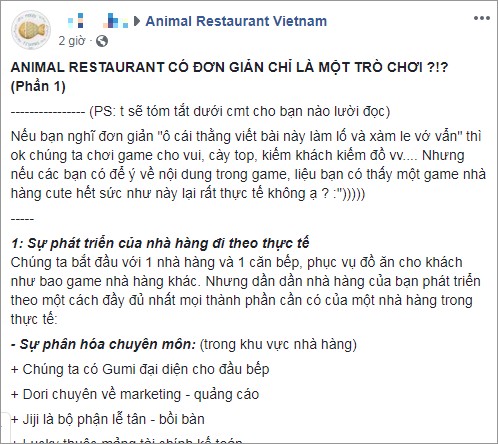 Animal Restaurant Vietnam
2 giờ
ANIMAL RESTAURANT CÓ ĐƠN GIẢN CHỈ LÀ MỘT TRÒ CHƠI ?!?
(Phần 1)
---------------- (PS: t sẽ tóm tắt dưới cmt cho bạn nào lười đọc)
Nếu bạn nghĩ đơn giản "ô cái thằng viết bài này làm lố và xàm le vớ vẩn" thì
ok chúng ta chơi game cho vui, cày top, kiếm khách kiếm đồ vv.... Nhưng
nếu các bạn có để ý về nội dung trong game, liệu bạn có thấy một game nhà
hàng cute hết sức như này lại rất thực tế không ạ ? :")))))
-----
1: Sự phát triển của nhà hàng đi theo thực tế
Chúng ta bắt đầu với 1 nhà hàng và 1 căn bếp, phục vụ đồ ăn cho khách
như bao game nhà hàng khác. Nhưng dần dần nhà hàng của bạn phát triển
theo một cách đầy đủ nhất mọi thành phần cần có của một nhà hàng trong
thực tế:
- Sự phân hóa chuyên môn: (trong khu vực nhà hàng)
+ Chúng ta có Gumi đại diện cho đầu bếp
+ Dori chuyên về marketing - quảng cáo
+ Jiji là bộ phận lễ tân - bồi bàn
+ Lucky thuộc mảng tài chính kế toán